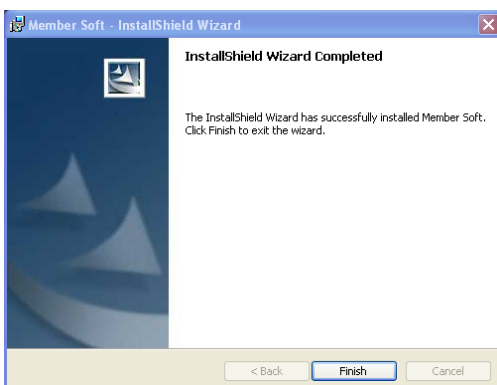 Member Soft - InstallShield Wizard
InstallShield Wizard Completed
The InstallShield Wizard has successfully installed Member Soft.
Click Finish to exit the wizard.
< Back
Finish
Cancel